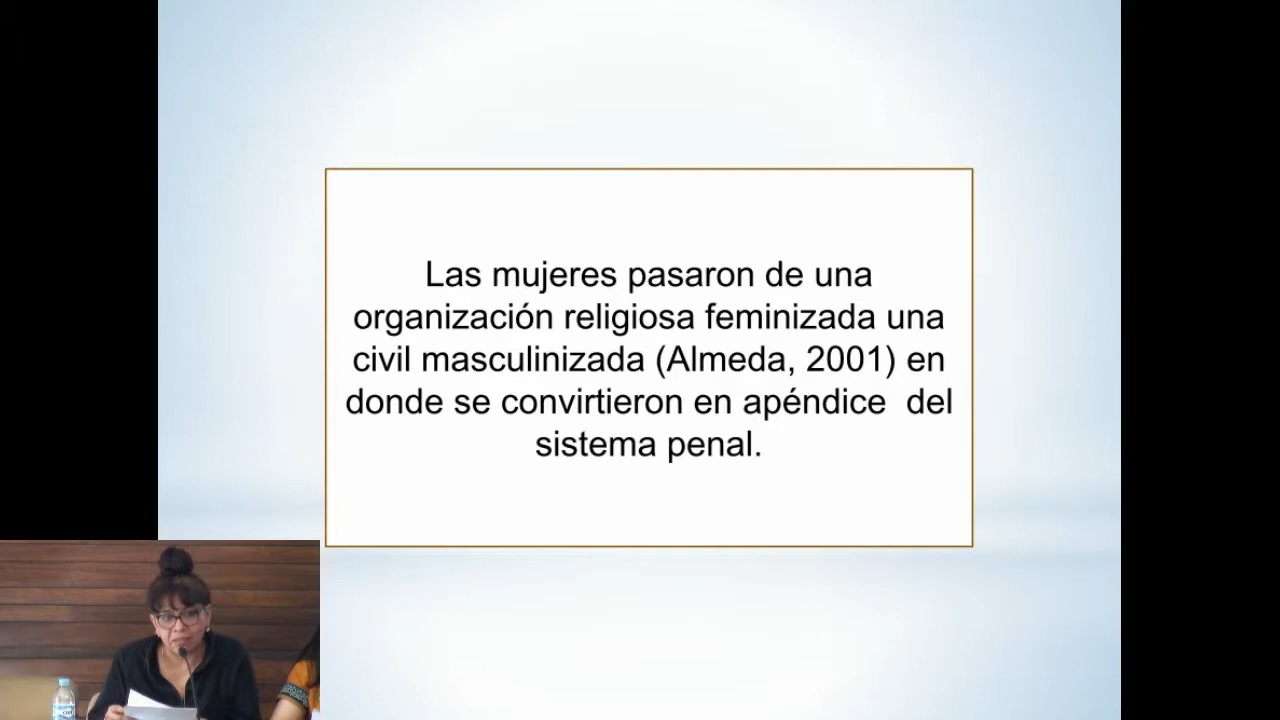 Las mujeres pasaron de una
organización religiosa feminizada una
civil masculinizada (Almeda, 2001) en
donde se convirtieron en apéndice  del
sistema penal.
ciel